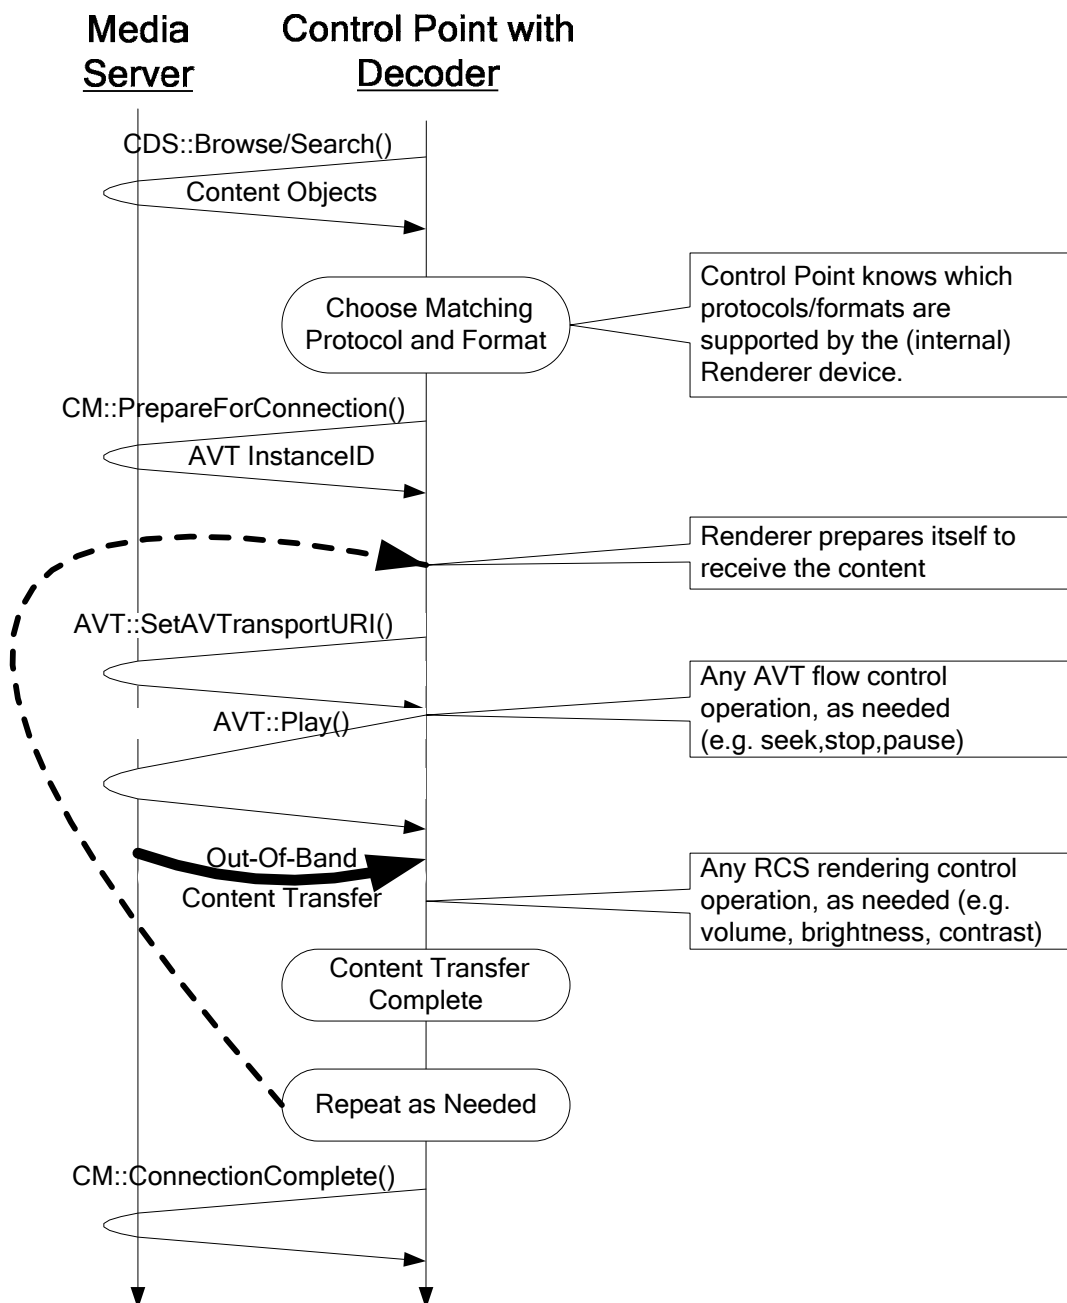 Media
Server
Control Point with
Decoder
CDS::Browse/Search()
Content Objects
Choose Matching
Protocol and Format
Control Point knows which
protocols/formats are
supported by the (internal)
Renderer device.
CM::PrepareForConnection()
AVT InstanceID
Renderer prepares itself to
receive the content
AVT::SetAVTransportURI()
AVT::Play()
Any AVT flow control
operation, as needed
(e.g. seek,stop,pause)
Out-Of-Band
Content Transfer
Any RCS rendering control
operation, as needed (e.g.
volume, brightness, contrast)
Content Transfer
Complete
Repeat as Needed
CM::ConnectionComplete()